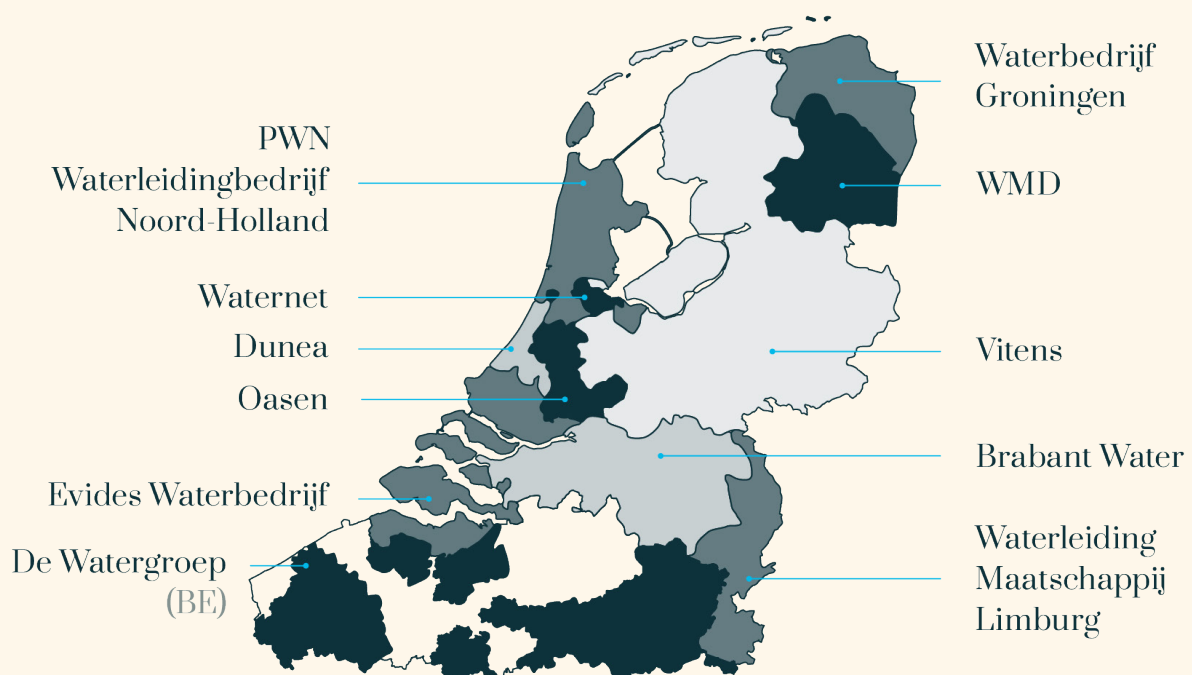 PWN
Waterleidingbedrijf
Noord-Holland
Waternet
Dunea
Oasen
Evides Waterbedrijf
De Watergroep
(BE)
Waterbedrijf
Groningen
WMD
Vitens
Brabant Water
Waterleiding
Maatschappij
Limburg